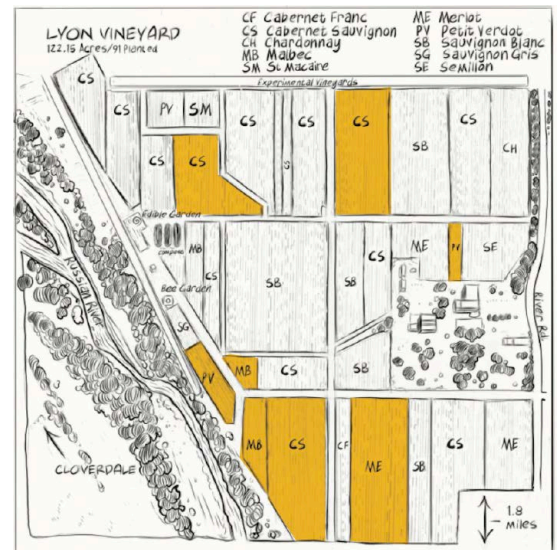 LYON VINEYARD
122.15 Acres/91 Planted
CF Cabernet Franc
CS Cabernet Sauvignon
CH Chardonnay
MB Malbec
SM St. Macaire
ME Merlot
PV Petit Verdot
SB Sauvignon Blanc
SG Sauvignon Gris
SE Semillon
Experimental Vineyards
CS
CS
PV
SM
CS
CS
CS
SB
CS
CH
CS
CS
S
Edible Garden
compost
MB
CS
SB
SB
CS
ME
PV
SE
Bee Garden
Russian River
SG
River Rd.
PV
MB
CS
SB
MB
CS
CF
ME
SB
CS
ME
CLOVERDALE
1.8
miles